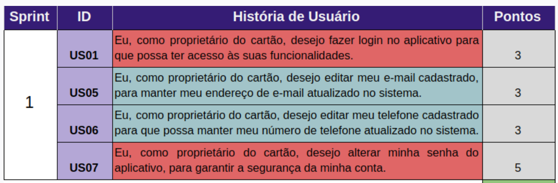 Sprint ID História de Usuário Pontos
1
US01 Eu, como proprietário do cartão, desejo fazer login no aplicativo para
que possa ter acesso às suas funcionalidades. 3
US05 Eu, como proprietário do cartão, desejo editar meu e-mail cadastrado,
para manter meu endereço de e-mail atualizado no sistema. 3
US06 Eu, como proprietário do cartão, desejo editar meu telefone cadastrado
para que possa manter meu número de telefone atualizado no sistema. 3
US07 Eu, como proprietário do cartão, desejo alterar minha senha do
aplicativo, para garantir a segurança da minha conta. 5